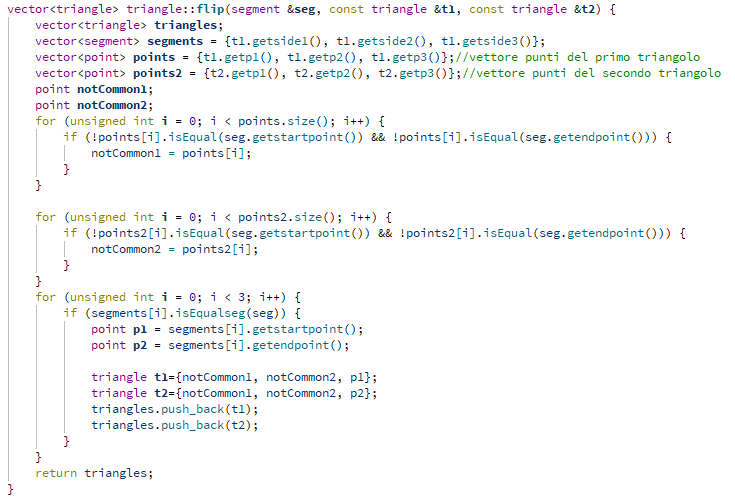 vector<triangle> triangle::flip(segment &seg, const triangle &t1, const triangle &t2) {
    vector<triangle> triangles;
    vector<segment> segments = {t1.getside1(), t1.getside2(), t1.getside3()};
    vector<point> points = {t1.getp1(), t1.getp2(), t1.getp3()};//vettore punti del primo triangolo
    vector<point> points2 = {t2.getp1(), t2.getp2(), t2.getp3()};//vettore punti del secondo triangolo
    point notCommon1;
    point notCommon2;
    for (unsigned int i = 0; i < points.size(); i++) {
        if (!points[i].isEqual(seg.getstartpoint()) && !points[i].isEqual(seg.getendpoint())) {
            notCommon1 = points[i];
        }
    }

    for (unsigned int i = 0; i < points2.size(); i++) {
        if (!points2[i].isEqual(seg.getstartpoint()) && !points2[i].isEqual(seg.getendpoint())) {
            notCommon2 = points2[i];
        }
    }
    for (unsigned int i = 0; i < 3; i++) {
        if (segments[i].isEqualseg(seg)) {
            point p1 = segments[i].getstartpoint();
            point p2 = segments[i].getendpoint();

            triangle t1={notCommon1, notCommon2, p1};
            triangle t2={notCommon1, notCommon2, p2};
            triangles.push_back(t1);
            triangles.push_back(t2);
        }
    }
    return triangles;
}